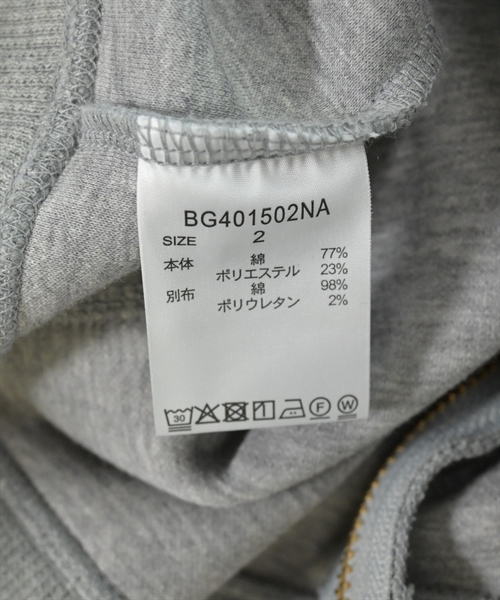 BG401502NA
SIZE 2
本体 綿 77%
ポリエステル 23%
別布 綿 98%
ポリウレタン 2%
30 F W